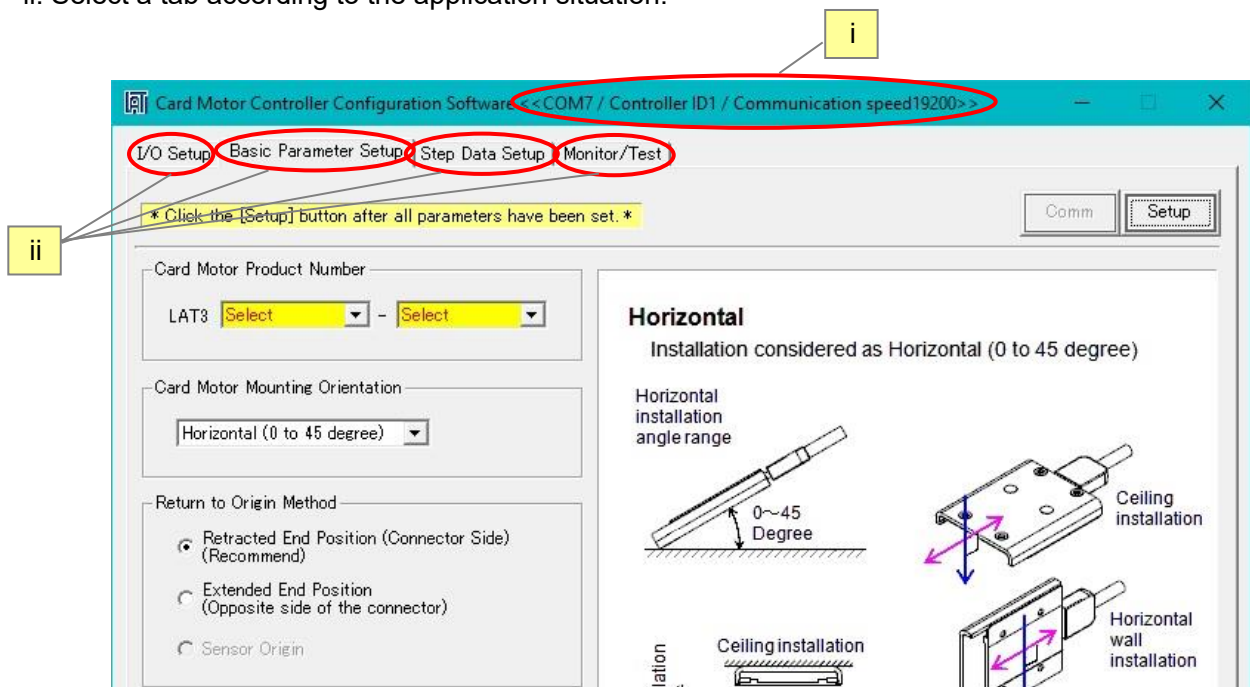 ii. Select a tab according to the application situation.
i
Card Motor Controller Configuration Software <<COM7 / Controller ID1 / Communication speed19200>>
I/O Setup Basic Parameter Setup Step Data Setup Monitor/Test
* Click the [Setup] button after all parameters have been set. *
Comm Setup
ii
Card Motor Product Number
LAT3 Select - Select
Horizontal
Installation considered as Horizontal (0 to 45 degree)
Card Motor Mounting Orientation
Horizontal (0 to 45 degree)
Horizontal
installation
angle range
0~45
Degree
Ceiling
installation
Return to Origin Method
Retracted End Position (Connector Side)
(Recommend)
Extended End Position
(Opposite side of the connector)
Sensor Origin
Ceiling installation
Horizontal
wall
installation